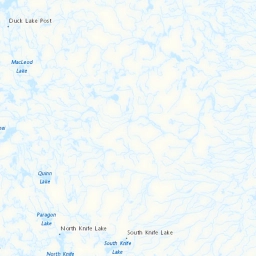 Duck Lake Post
MacLeod
Lake
Quinn
Lake
Paragon
Lake
North Knife Lake
South Knife Lake
South Knife
Lake
North Knife